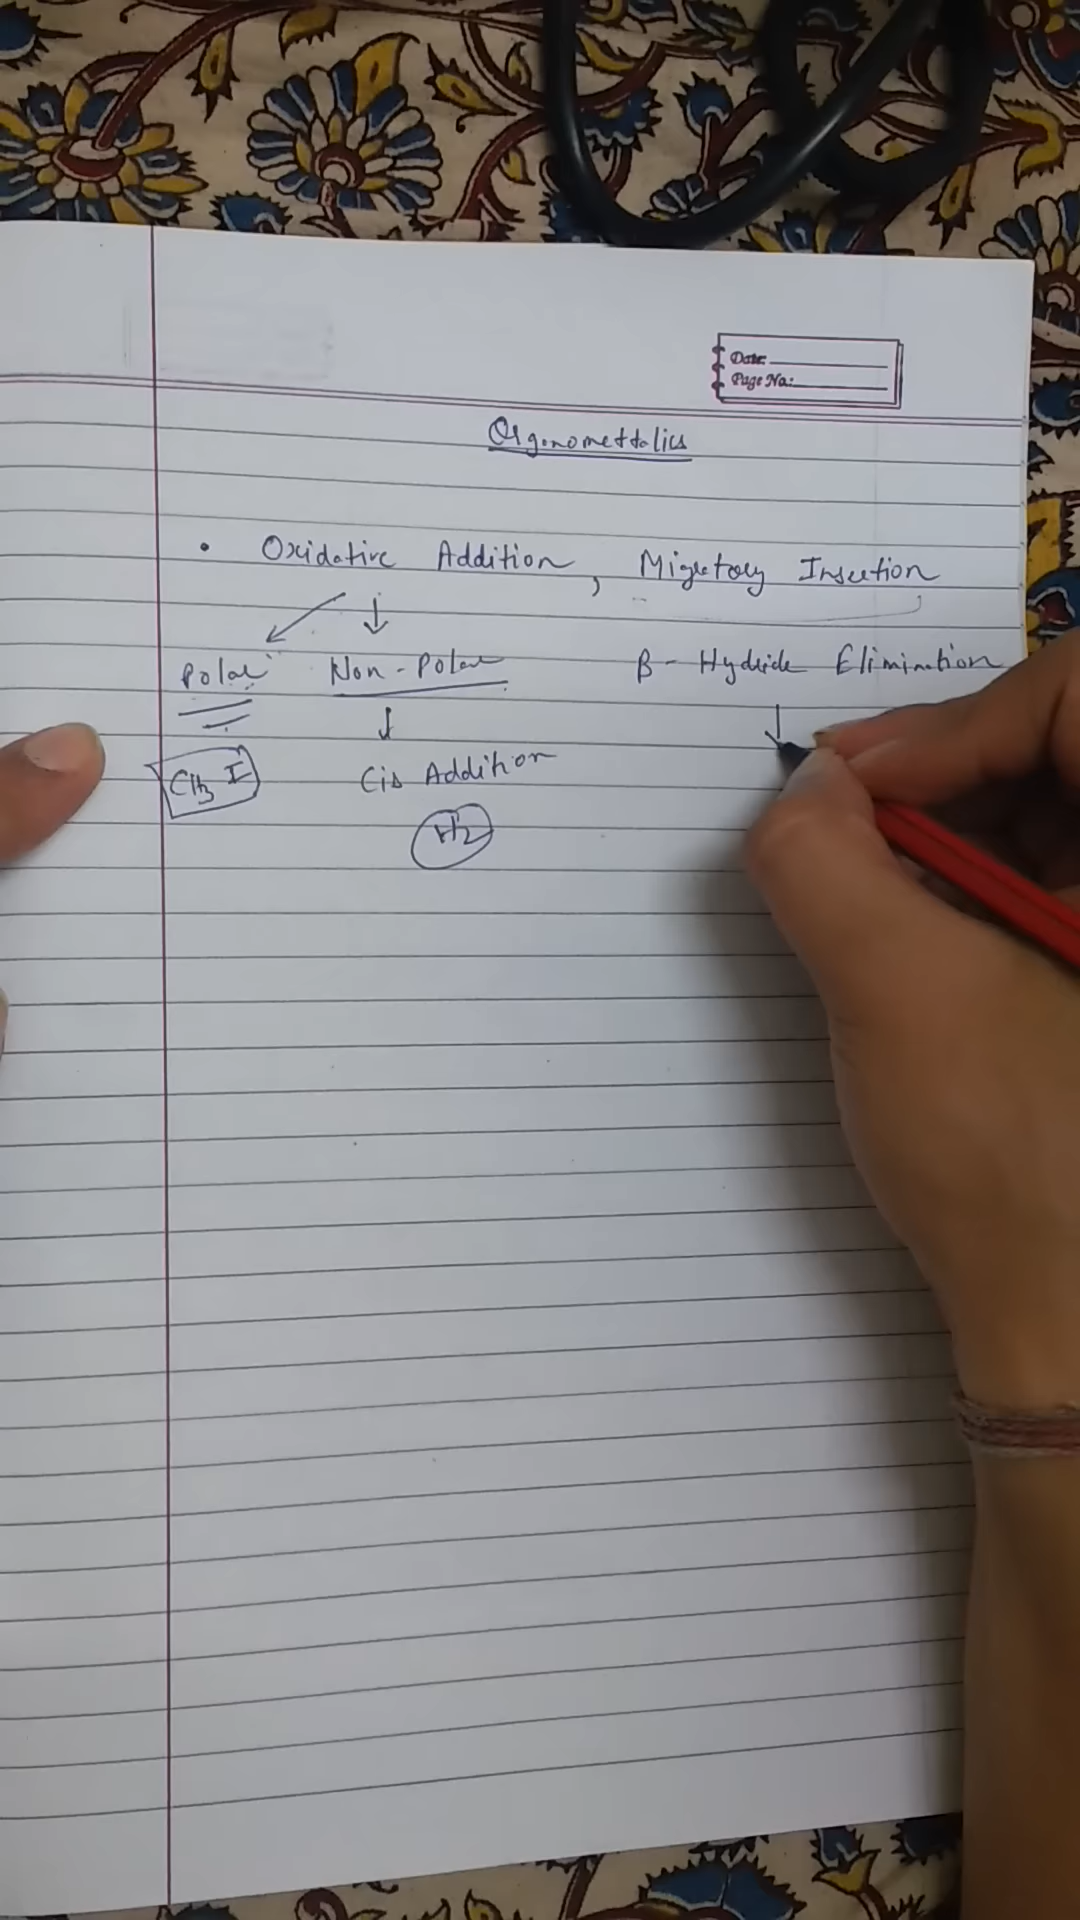 Date:
Page No:
Organomettalics
• Oxidative Addition, Migratory Insertion
Polar Non-Polar β-Hydride Elimination
CH3 I Cis Addition
H2